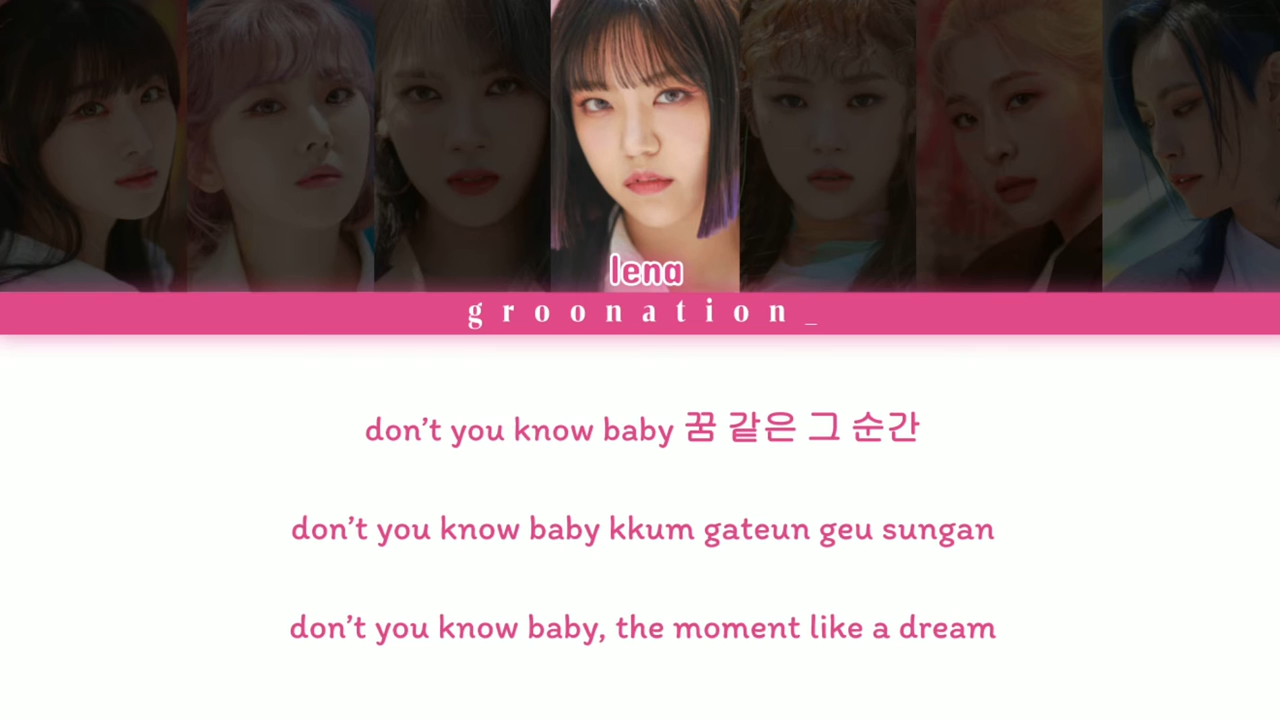 lena
groonation_
don’t you know baby 꿈 같은 그 순간
don’t you know baby kkum gateun geu sungan
don’t you know baby, the moment like a dream